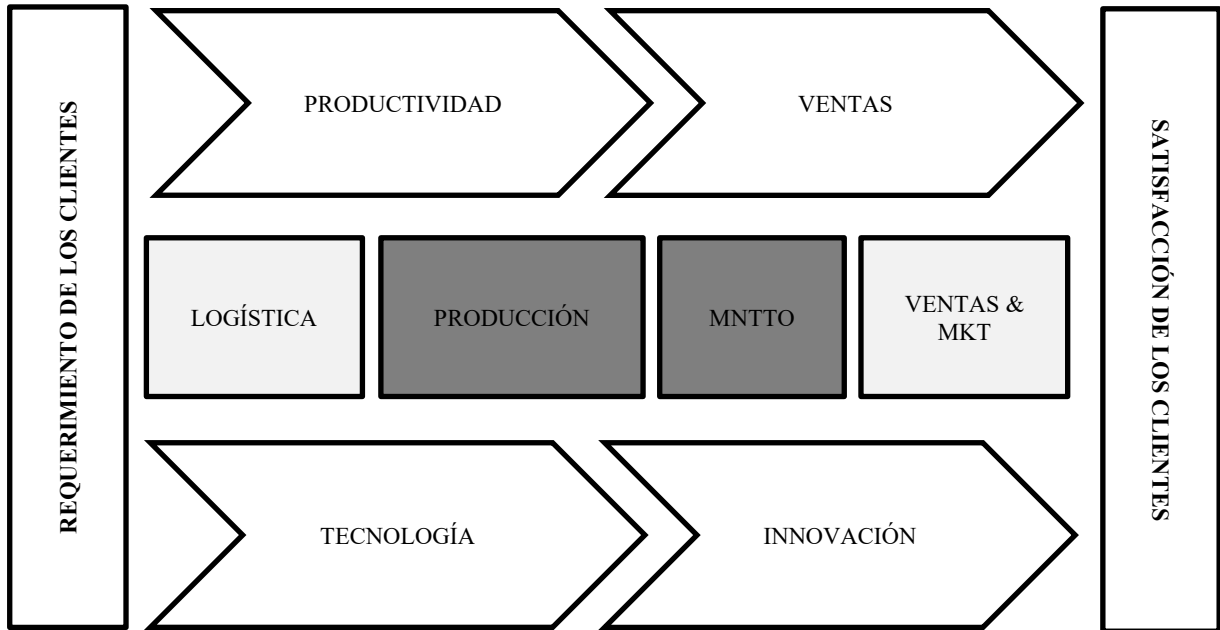 REQUERIMIENTO DE LOS CLIENTES
PRODUCTIVIDAD
VENTAS
LOGÍSTICA
PRODUCCIÓN
MNTTO
VENTAS &
MKT
TECNOLOGÍA
INNOVACIÓN
SATISFACCIÓN DE LOS CLIENTES